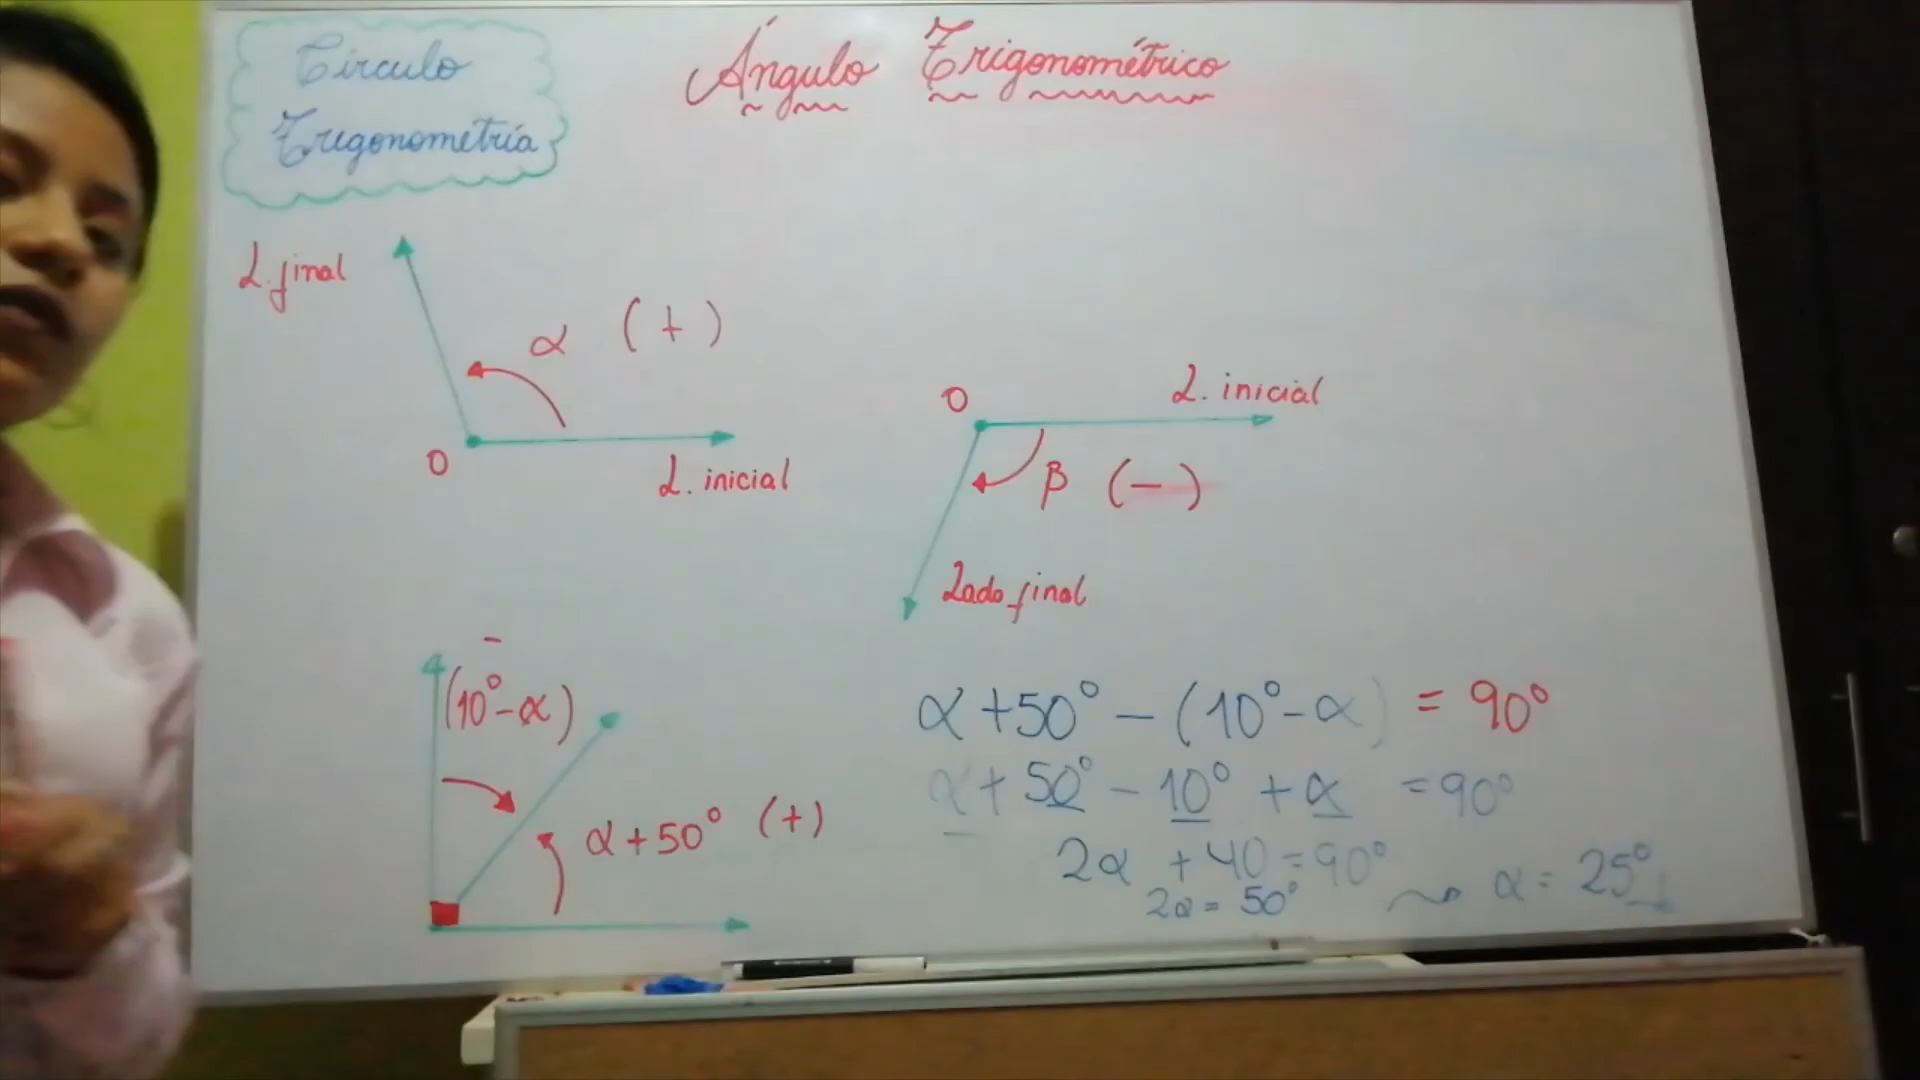 Círculo
Trigonometría
Ángulo Trigonométrico
L. final
α (+)
O
L. inicial
O
L. inicial
β (−)
Lado final
−
(10°-α)
α+50° (+)
α+50° − (10°-α) = 90°
α+50° − 10° + α = 90°
2α + 40 = 90°
2α = 50° α = 25°